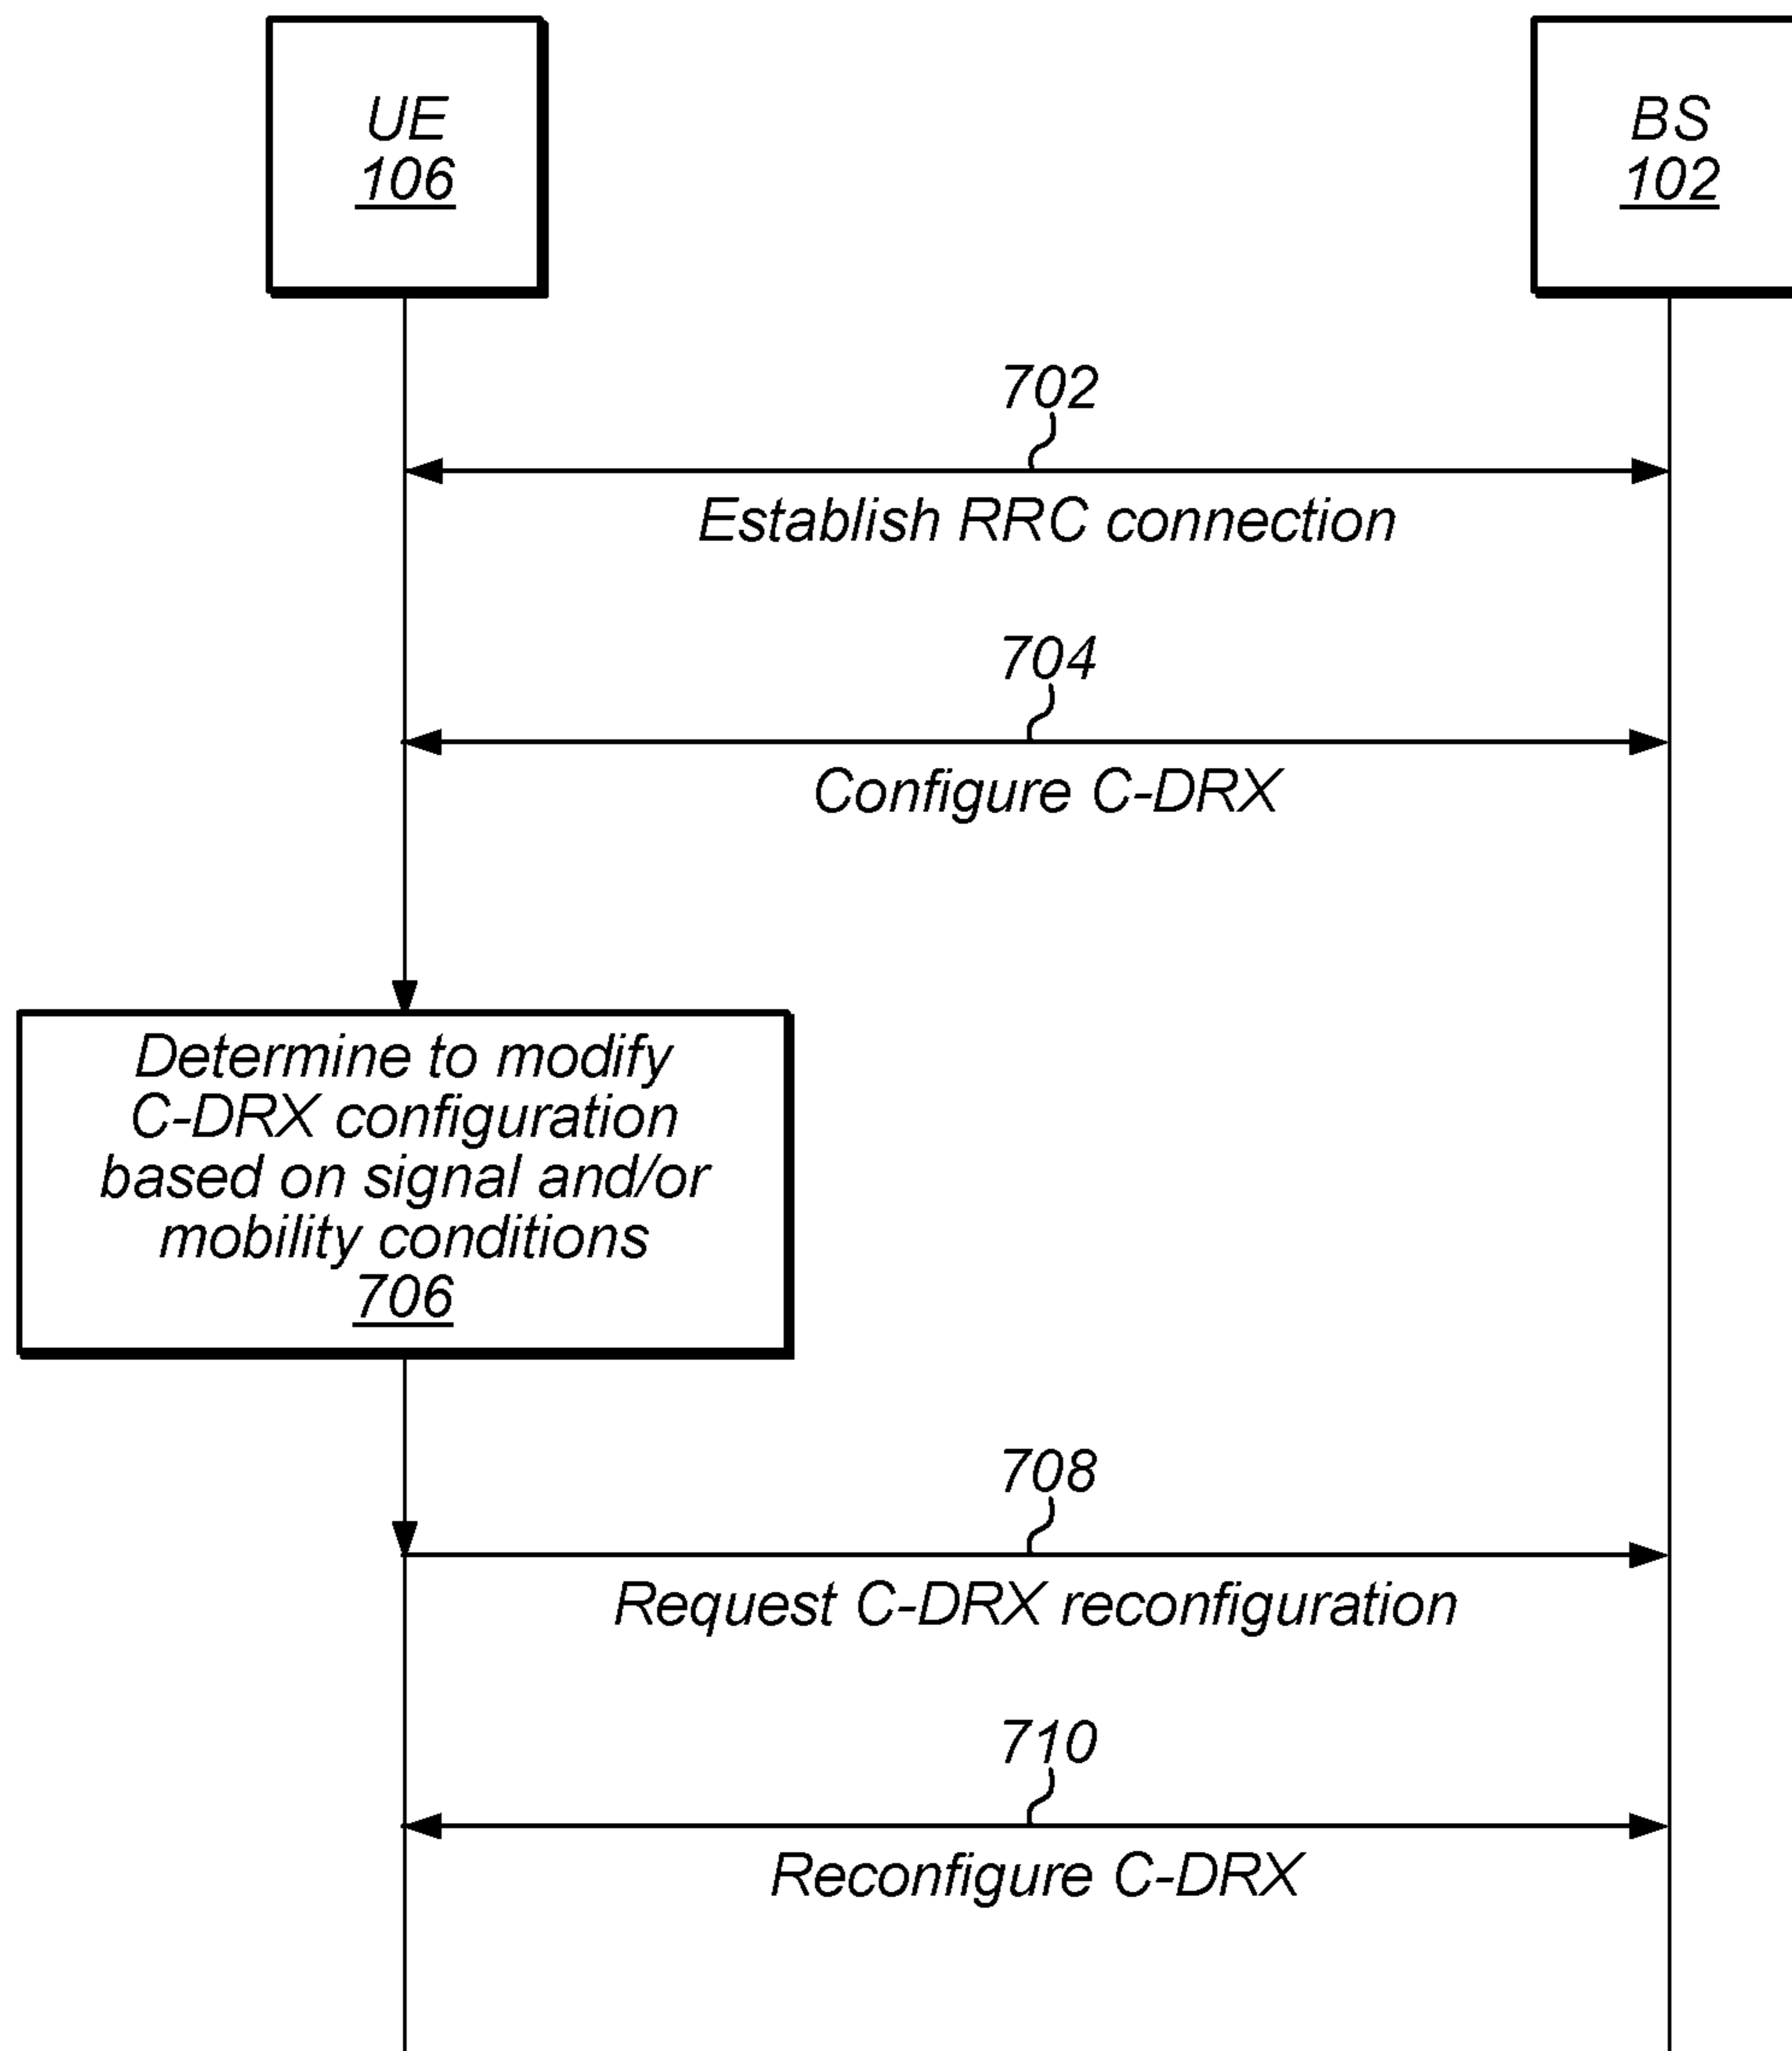 UE
106
BS
102
702
Establish RRC connection
704
Configure C-DRX
Determine to modify
C-DRX configuration
based on signal and/or
mobility conditions
706
708
Request C-DRX reconfiguration
710
Reconfigure C-DRX